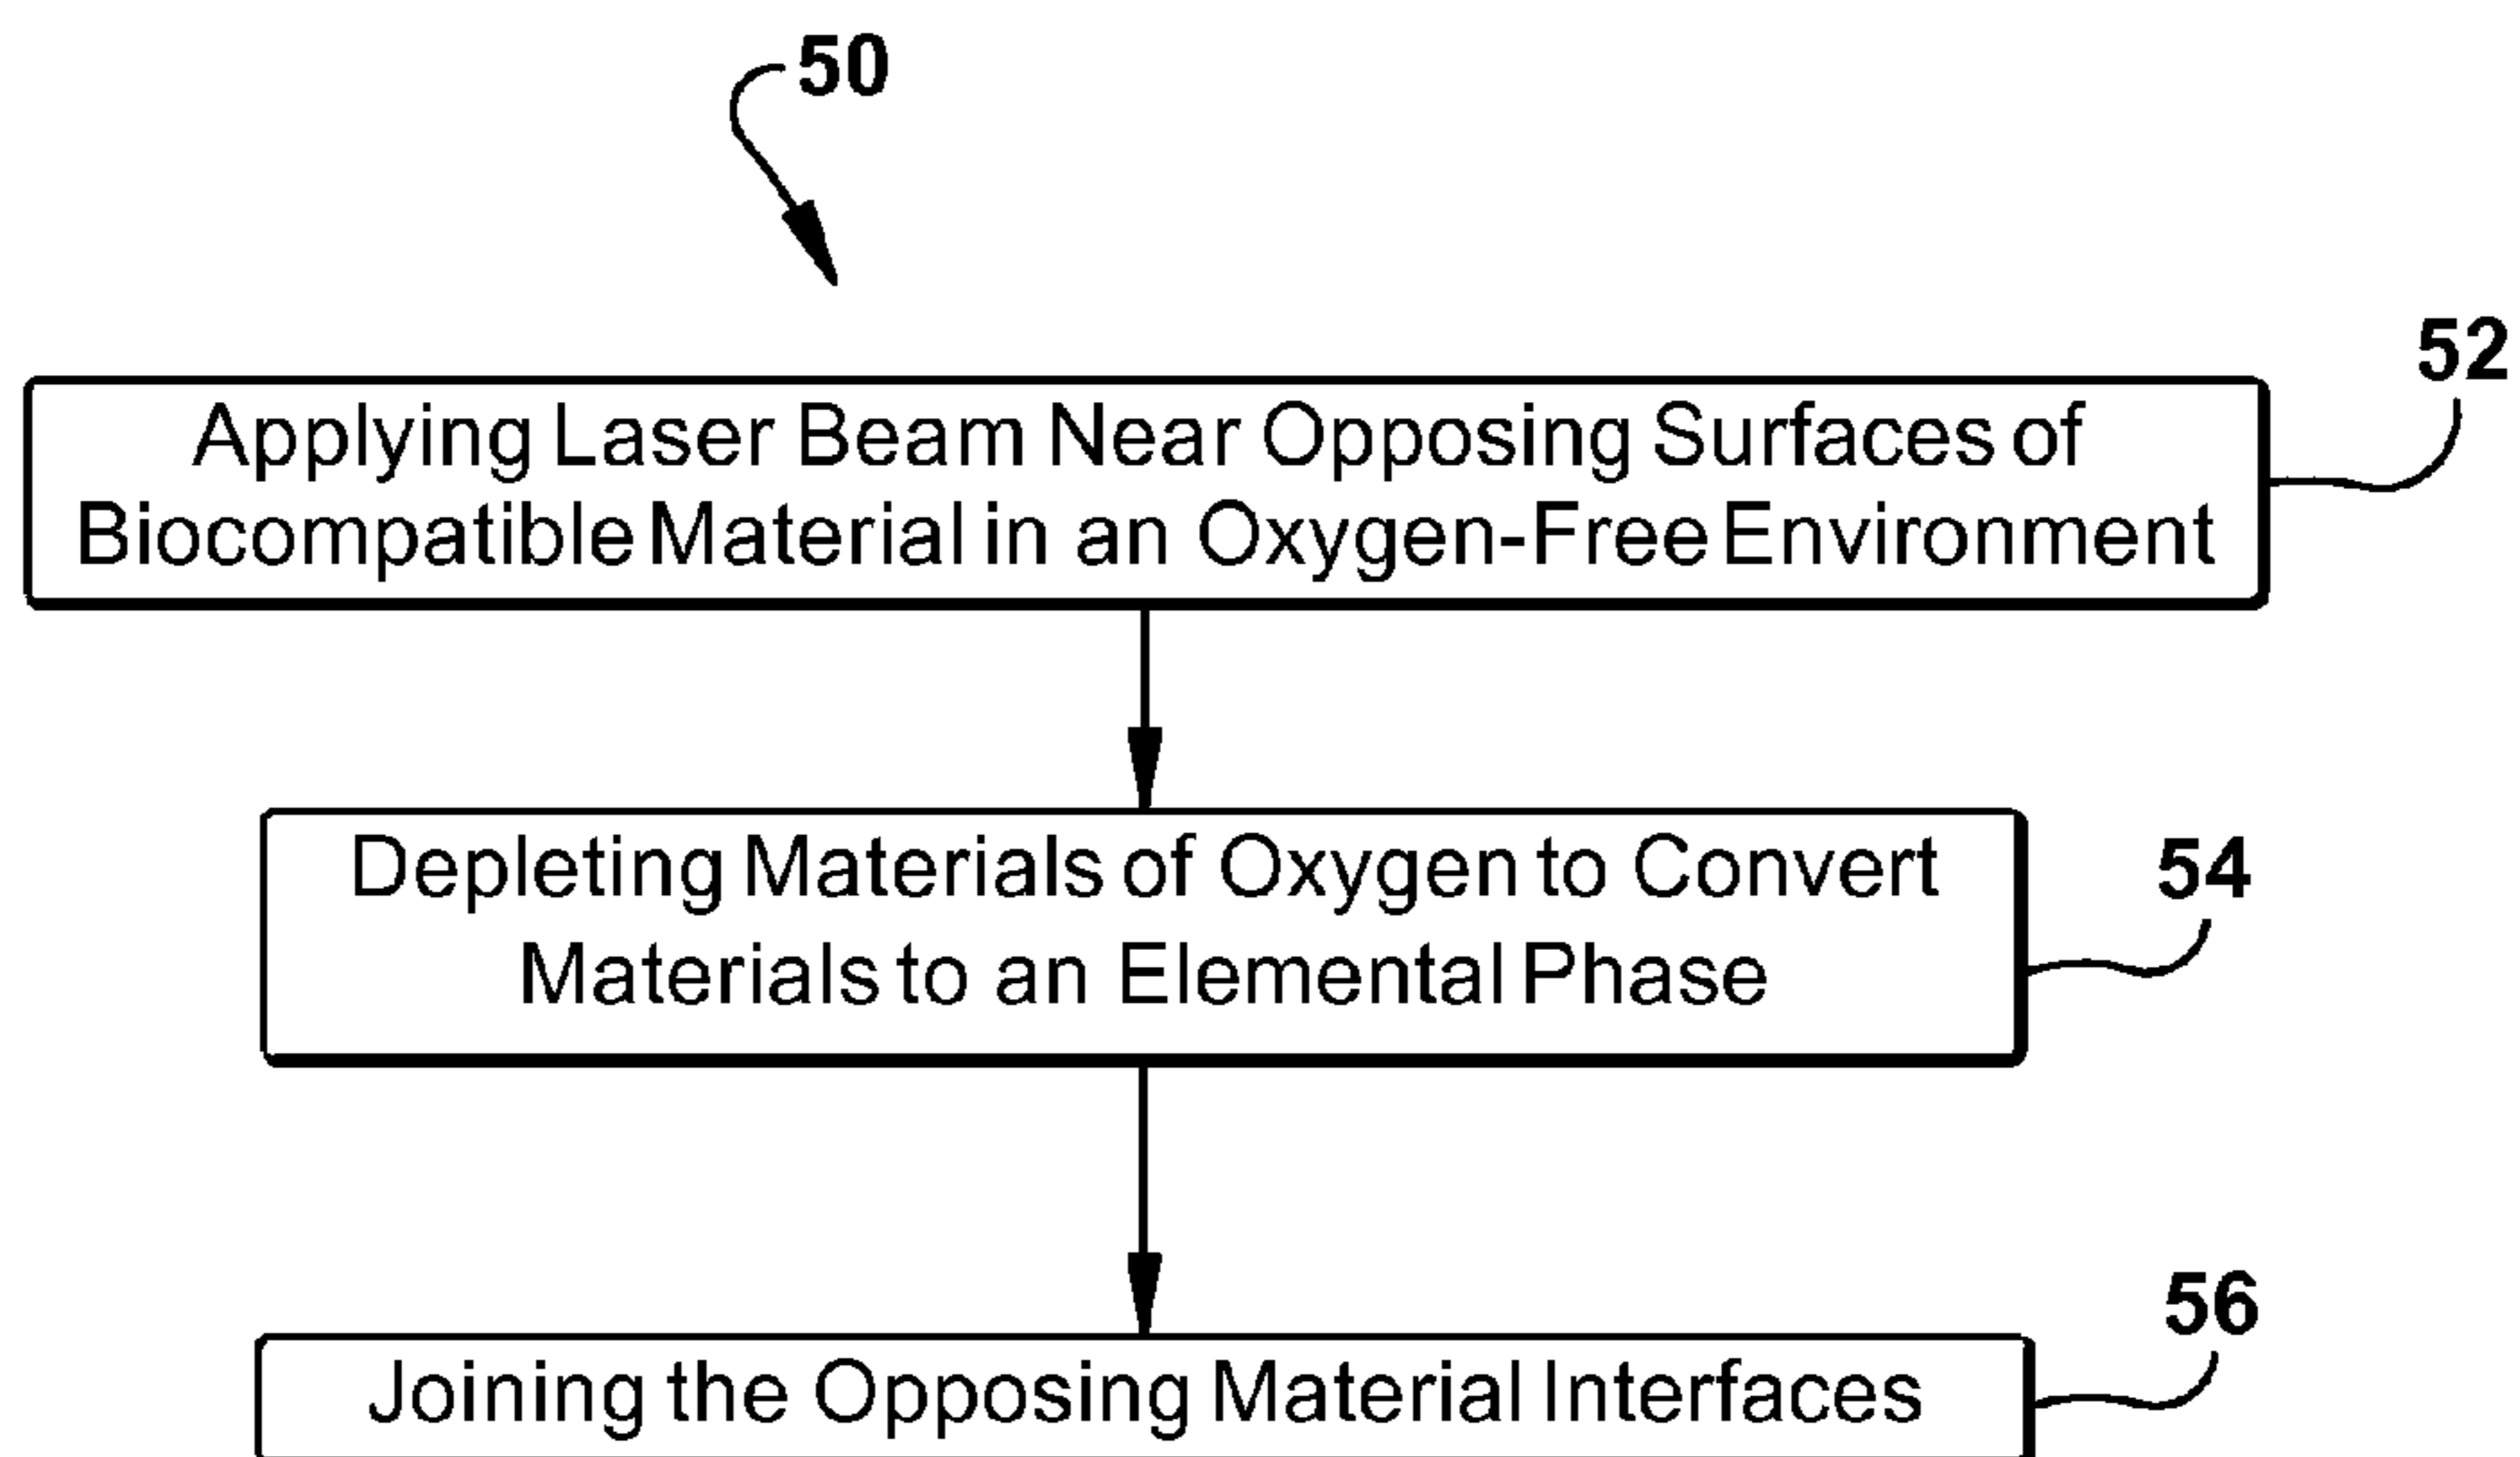 50
52
Applying Laser Beam Near Opposing Surfaces of
Biocompatible Material in an Oxygen-Free Environment
54
Depleting Materials of Oxygen to Convert
Materials to an Elemental Phase
56
Joining the Opposing Material Interfaces